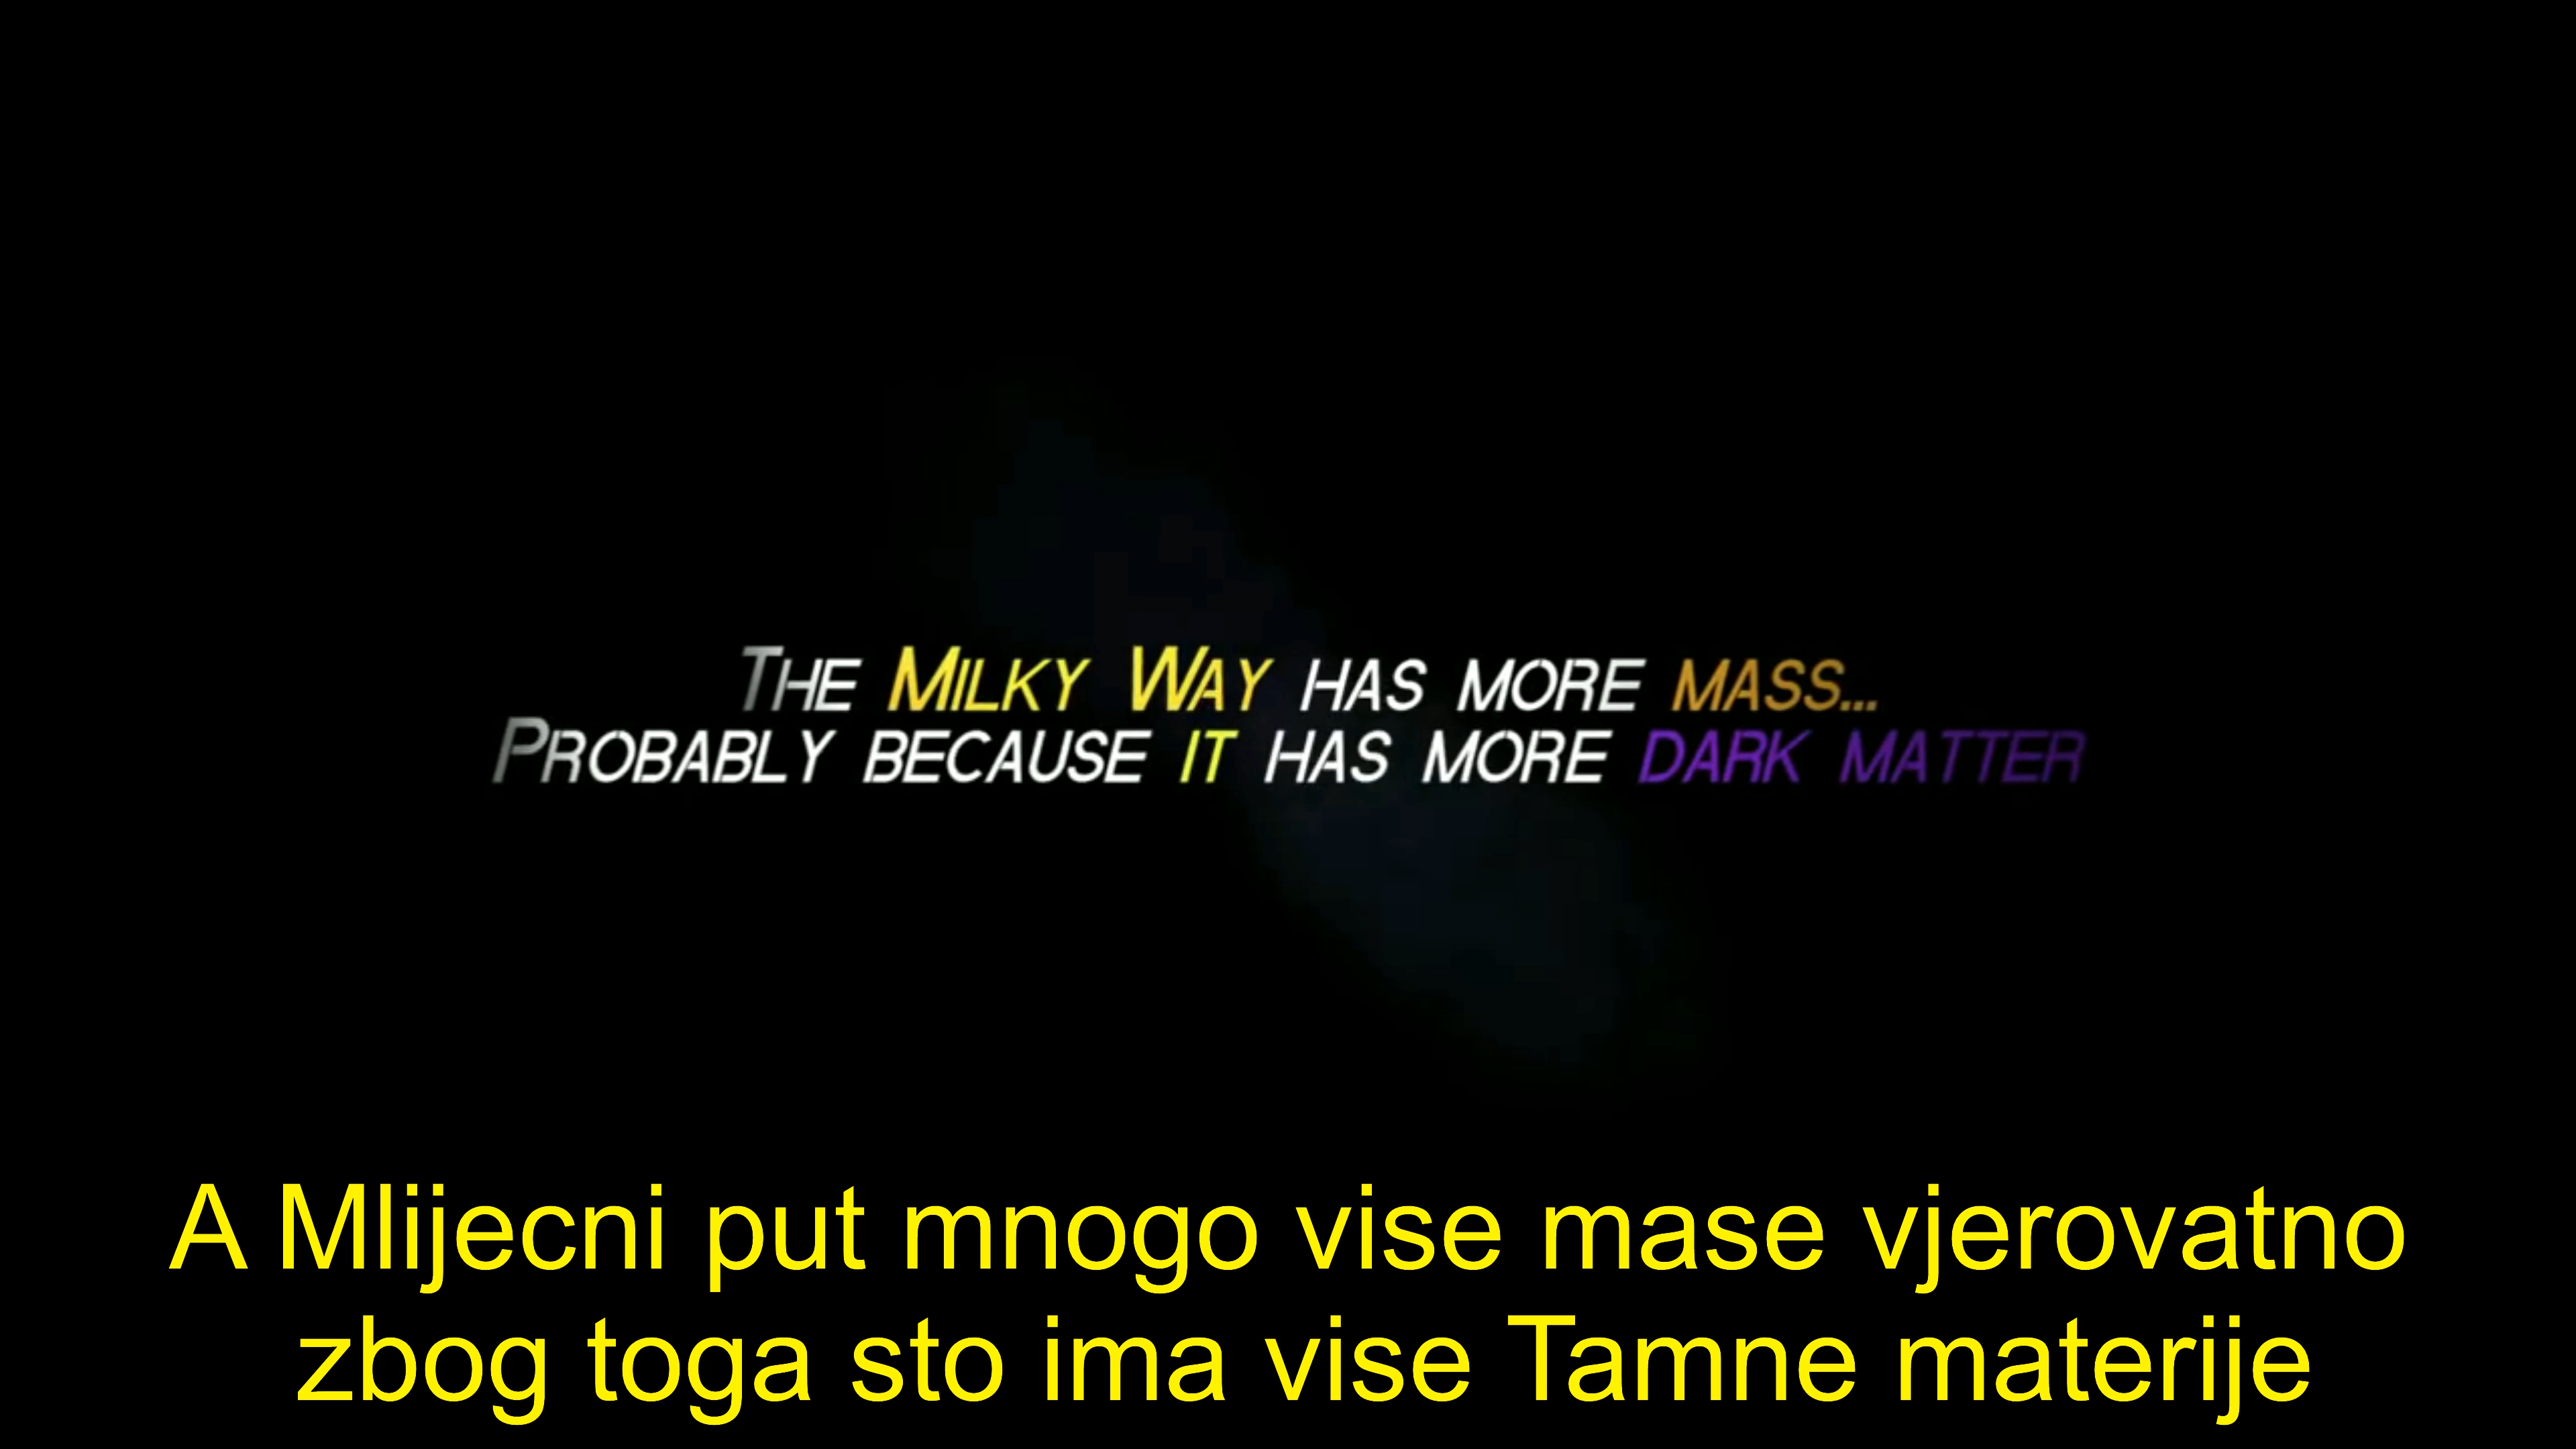 The Milky Way has more mass...
Probably because it has more dark matter
A Mlijecni put mnogo vise mase vjerovatno
zbog toga sto ima vise Tamne materije